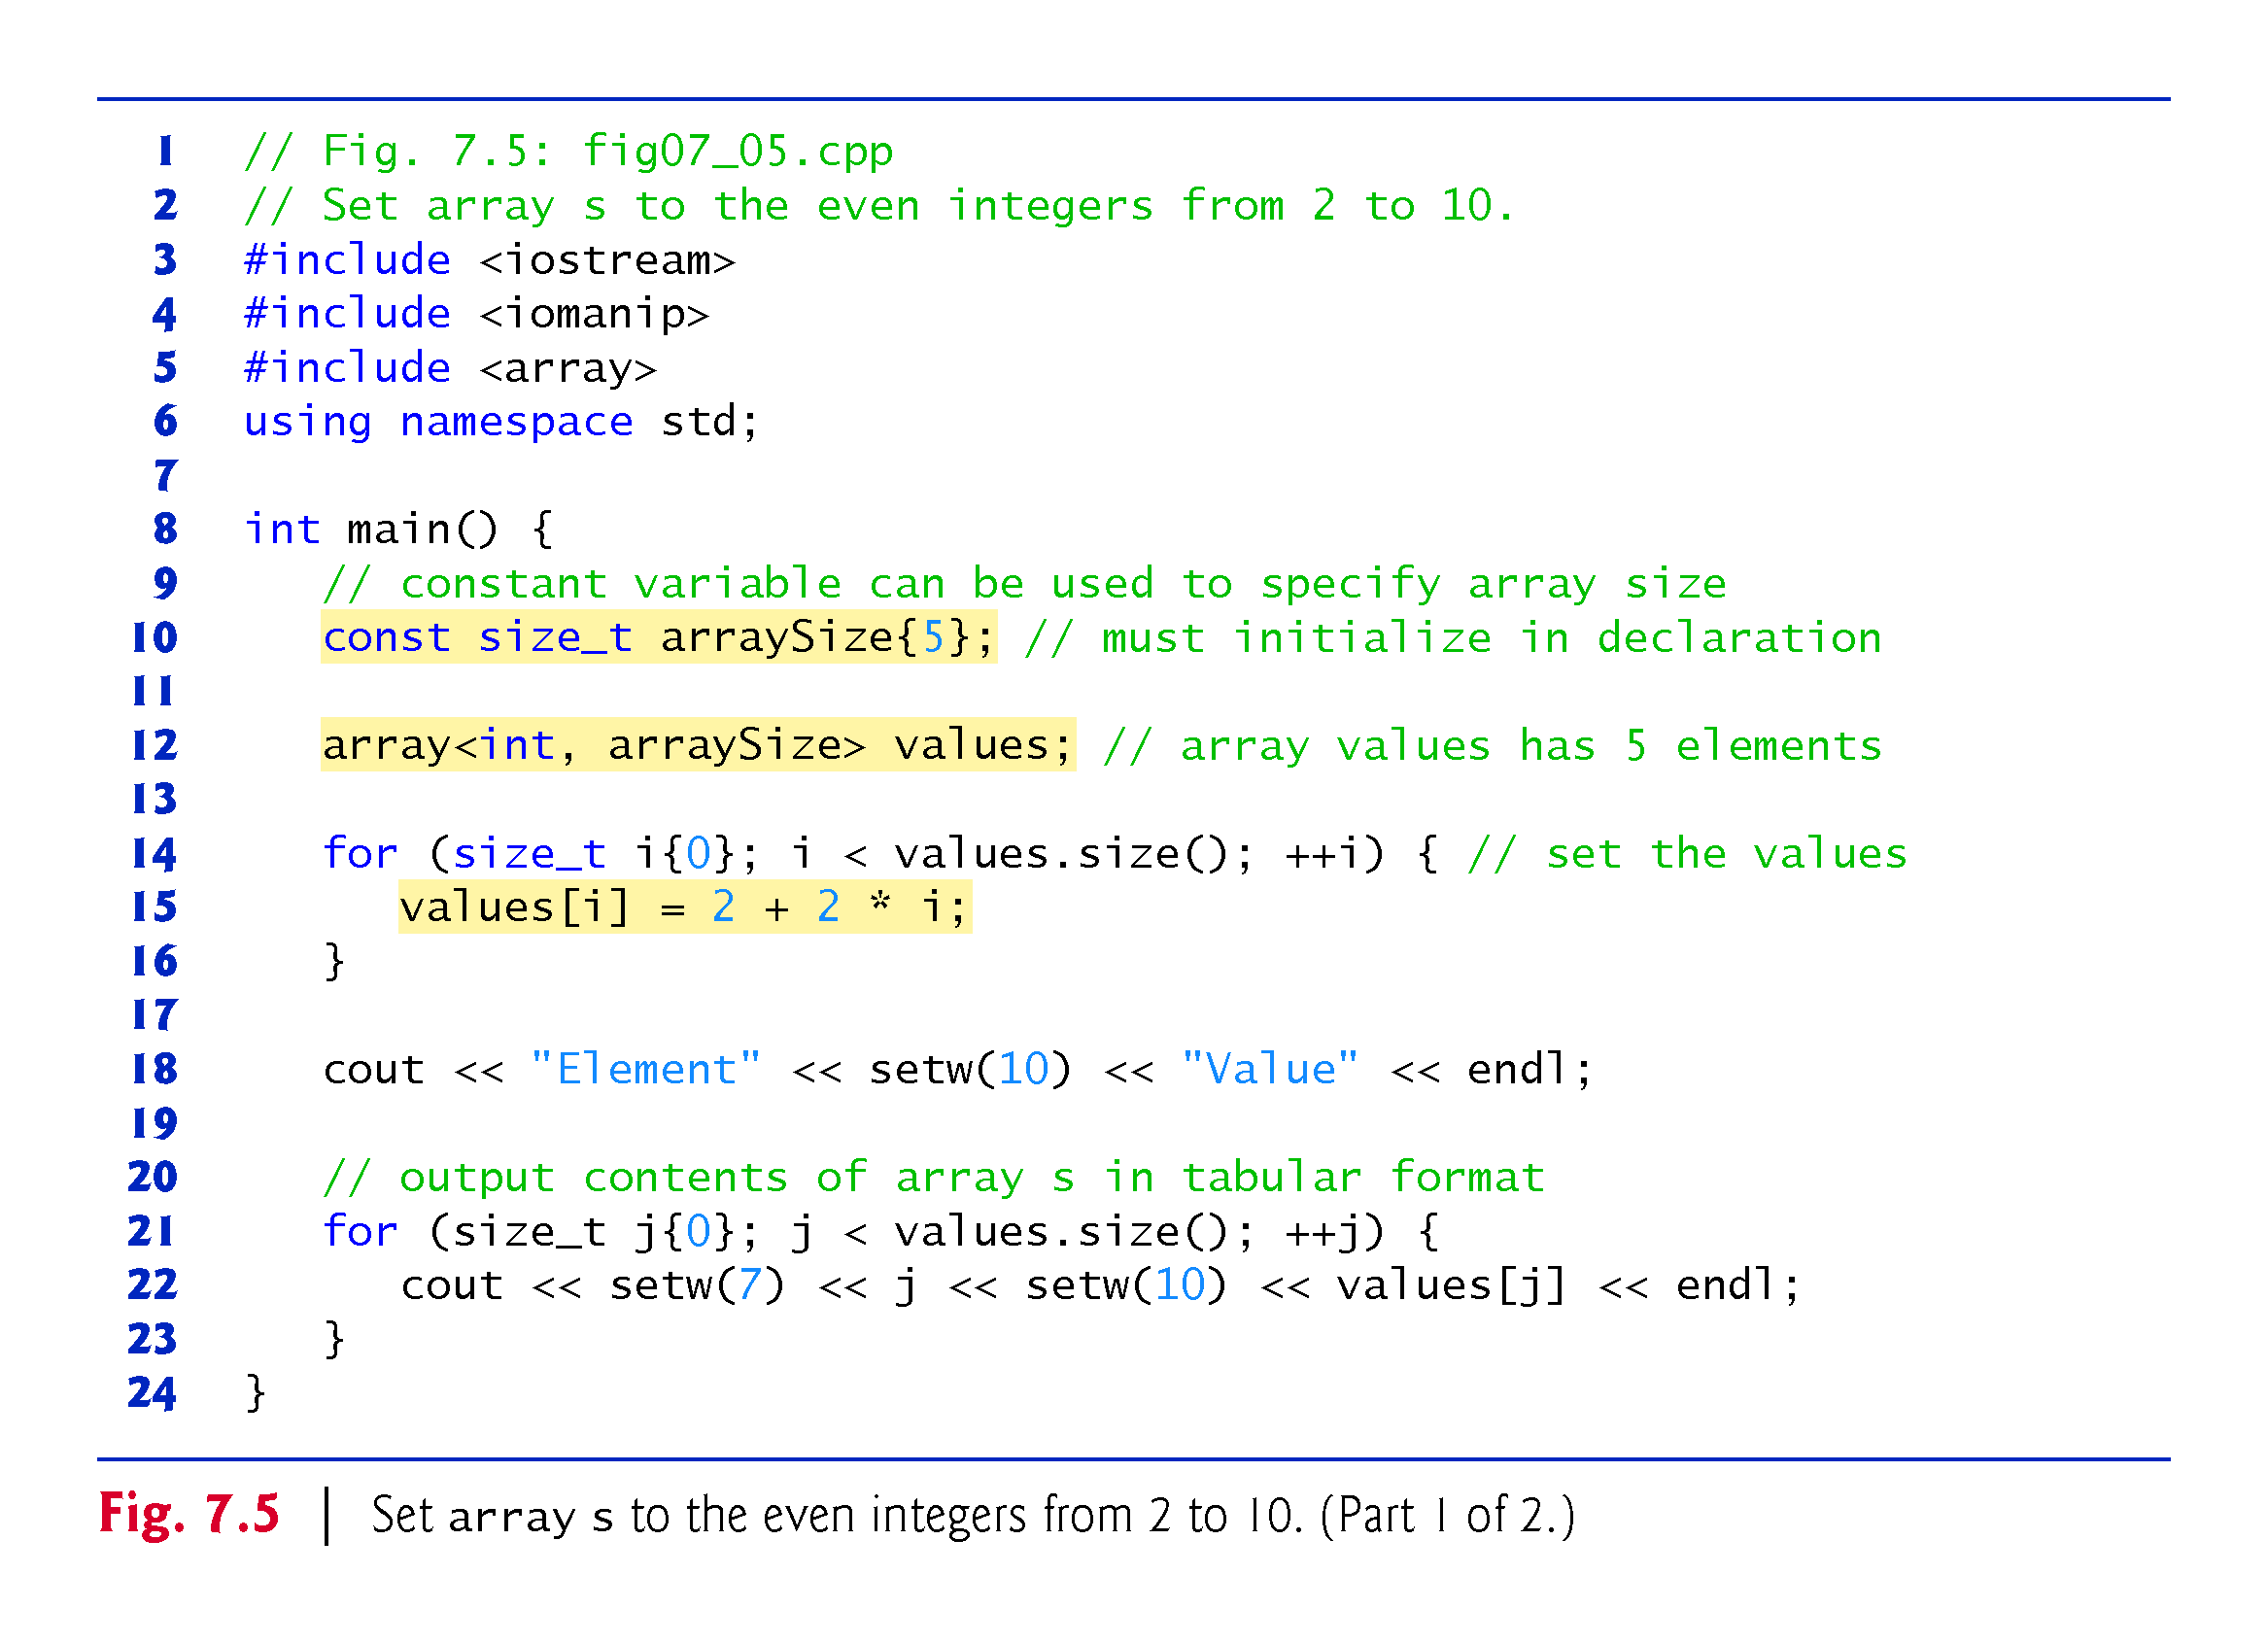 1 // Fig. 7.5: fig07_05.cpp
2 // Set array s to the even integers from 2 to 10.
3 #include <iostream>
4 #include <iomanip>
5 #include <array>
6 using namespace std;
7
8 int main() {
9    // constant variable can be used to specify array size
10    const size_t arraySize{5}; // must initialize in declaration
11
12    array<int, arraySize> values; // array values has 5 elements
13
14    for (size_t i{0}; i < values.size(); ++i) { // set the values
15       values[i] = 2 + 2 * i;
16    }
17
18    cout << "Element" << setw(10) << "Value" << endl;
19
20    // output contents of array s in tabular format
21    for (size_t j{0}; j < values.size(); ++j) {
22       cout << setw(7) << j << setw(10) << values[j] << endl;
23    }
24 }
Fig. 7.5 | Set array s to the even integers from 2 to 10. (Part 1 of 2.)